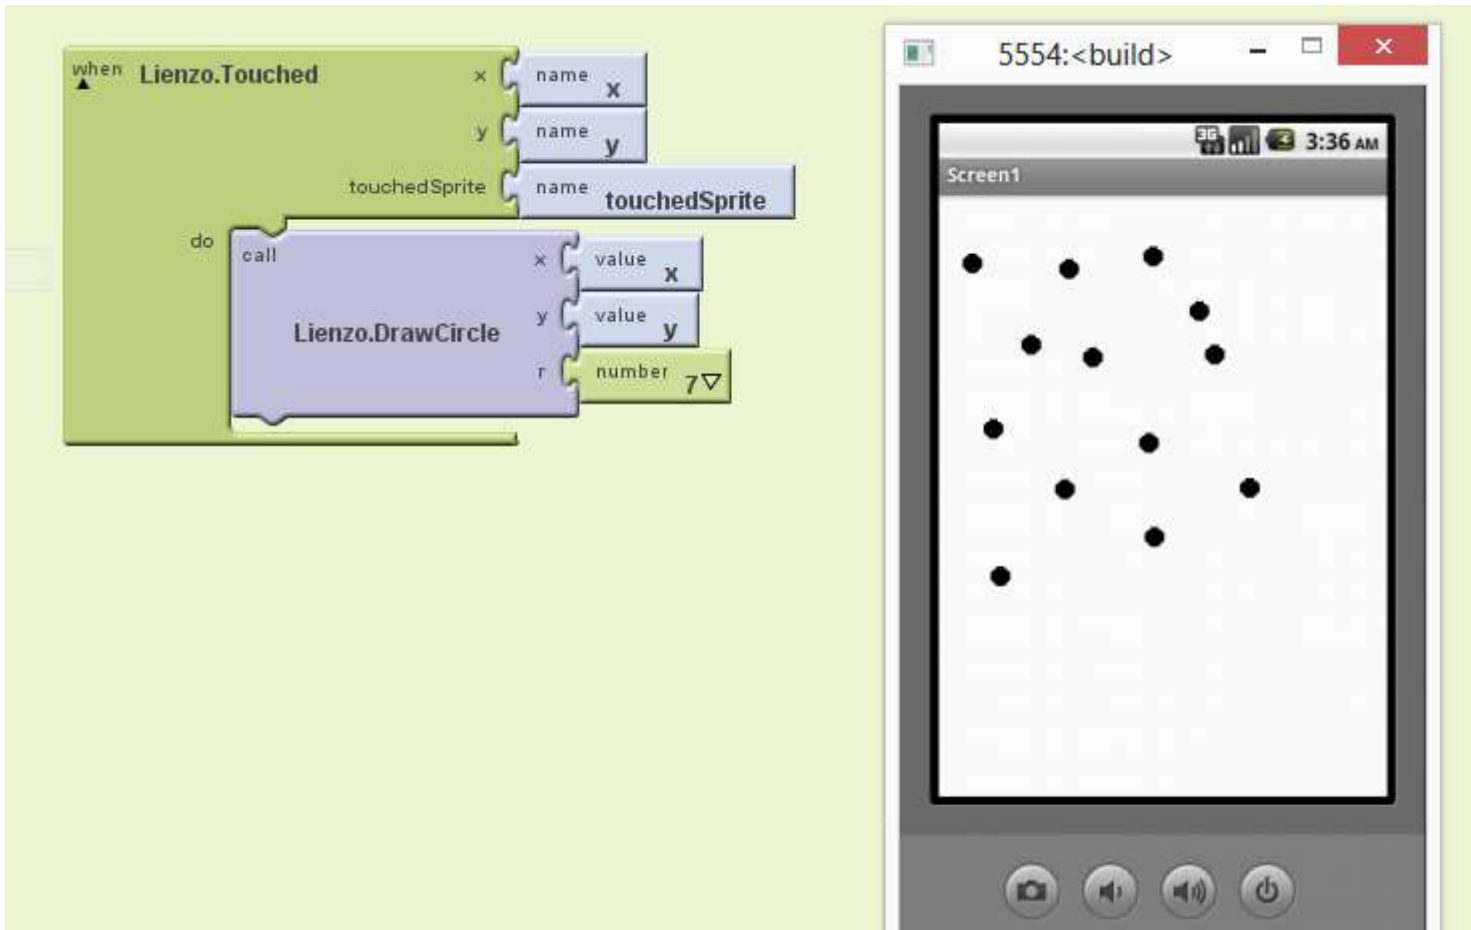 when Lienzo.Touched x name x
y name y
touchedSprite name touchedSprite
do call x value x
y value y
Lienzo.DrawCircle
r number 7
5554:<build>
3G 3:36 AM
Screen1